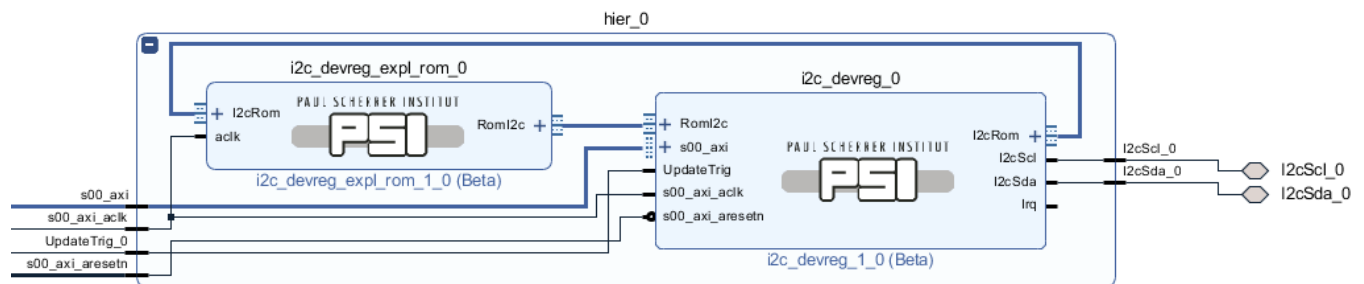 hier_0
i2c_devreg_expl_rom_0
I2cRom
aclk
PAUL SCHERRER INSTITUT
PSI
RomI2c
i2c_devreg_expl_rom_1_0 (Beta)
i2c_devreg_0
RomI2c
s00_axi
UpdateTrig
s00_axi_aclk
s00_axi_aresetn
PAUL SCHERRER INSTITUT
PSI
I2cRom
I2cScl
I2cSda
Irq
i2c_devreg_1_0 (Beta)
s00_axi
s00_axi_aclk
UpdateTrig_0
s00_axi_aresetn
I2cScl_0
I2cSda_0
I2cScl_0
I2cSda_0